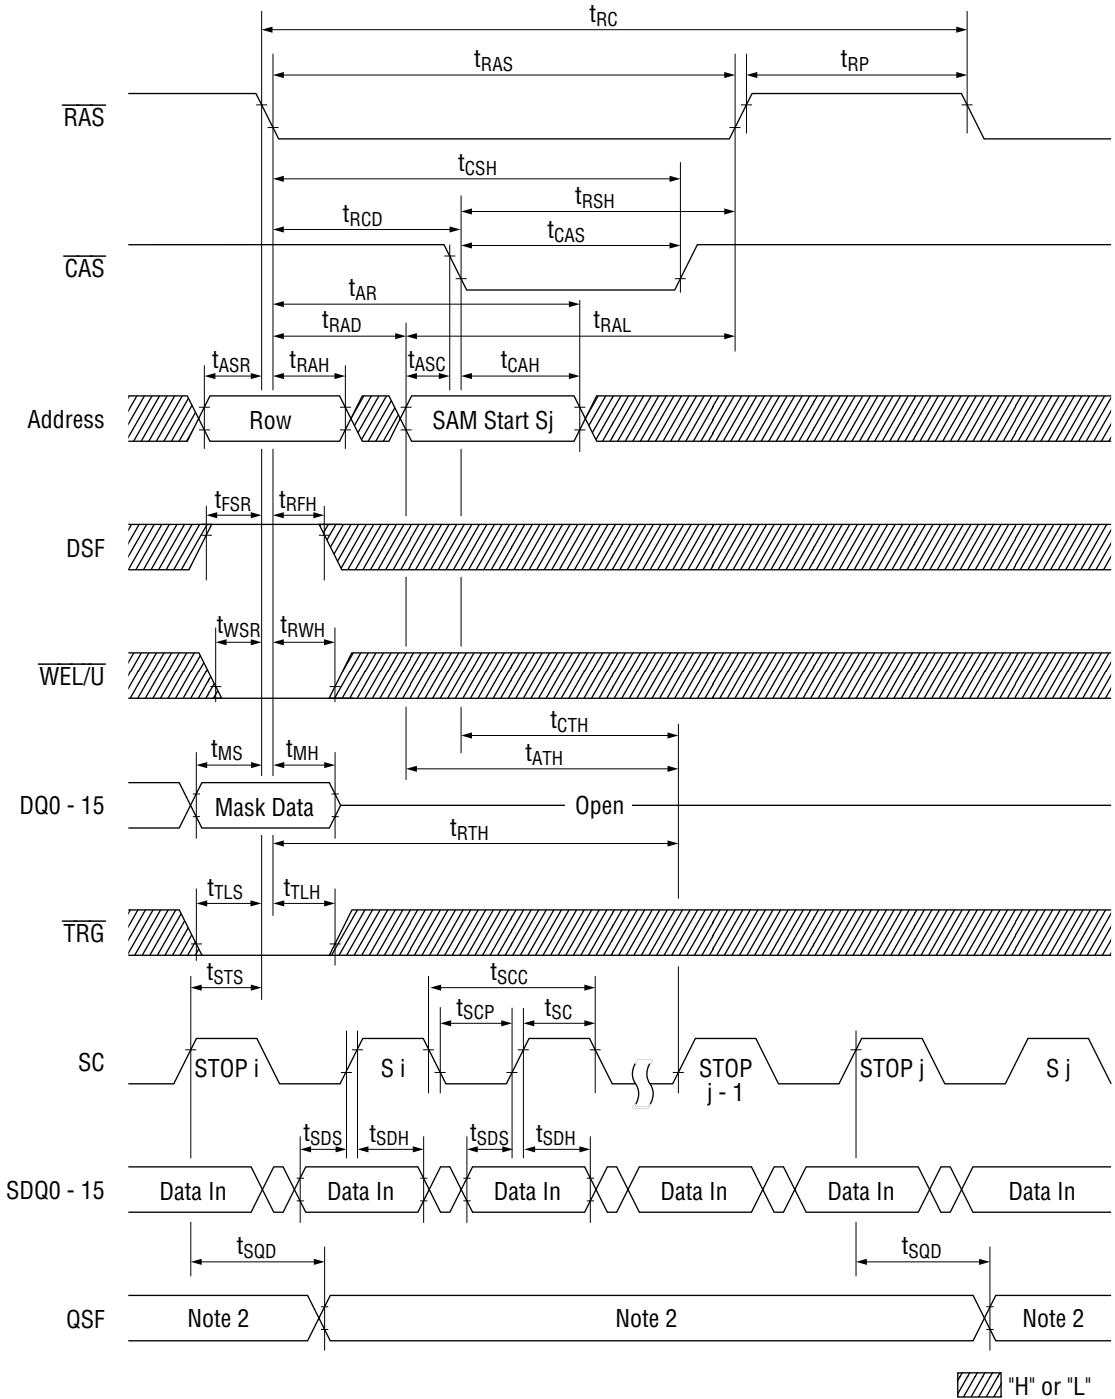 tRC
tRAS tRP
RAS
tCSH
tRSH
tRCD
tCAS
CAS
tAR
tRAD tRAL
tASR tRAH tASC tCAH
Address Row SAM Start Sj
tFSR tRFH
DSF
tWSR tRWH
WEL/U
tCTH
tMS tMH tATH
DQ0 - 15 Mask Data Open
tRTH
tTLS tTLH
TRG
tSTS tSCC
tSCP tSC
SC STOP i S i STOP j - 1 STOP j S j
tSDS tSDH tSDS tSDH
SDQ0 - 15 Data In Data In Data In Data In Data In Data In
tSQD tSQD
QSF Note 2 Note 2 Note 2
"H" or "L"